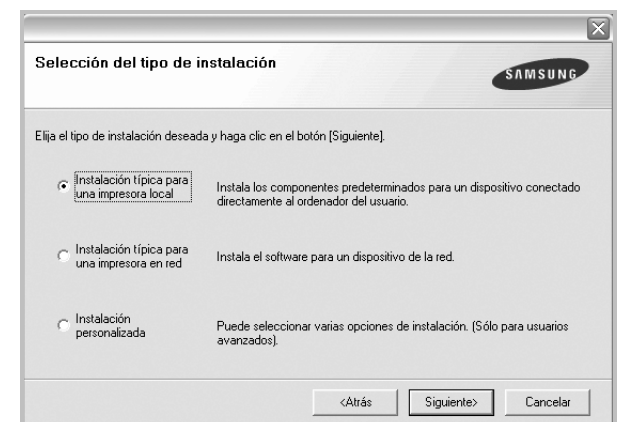 Selección del tipo de instalación
SAMSUNG
Elija el tipo de instalación deseada y haga clic en el botón [Siguiente].
Instalación típica para
una impresora local
Instala los componentes predeterminados para un dispositivo conectado
directamente al ordenador del usuario.
Instalación típica para
una impresora en red
Instala el software para un dispositivo de la red.
Instalación
personalizada
Puede seleccionar varias opciones de instalación. (Sólo para usuarios
avanzados).
<Atrás
Siguiente>
Cancelar